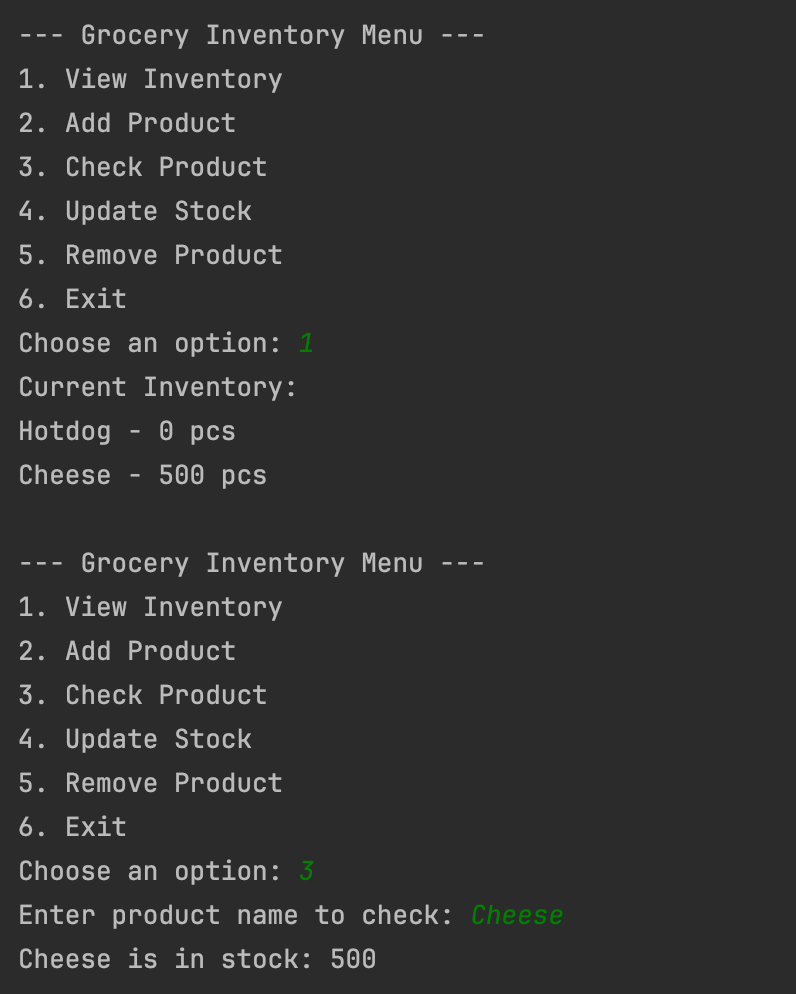 --- Grocery Inventory Menu ---
1. View Inventory
2. Add Product
3. Check Product
4. Update Stock
5. Remove Product
6. Exit
Choose an option: 1
Current Inventory:
Hotdog - 0 pcs
Cheese - 500 pcs
--- Grocery Inventory Menu ---
1. View Inventory
2. Add Product
3. Check Product
4. Update Stock
5. Remove Product
6. Exit
Choose an option: 3
Enter product name to check: Cheese
Cheese is in stock: 500